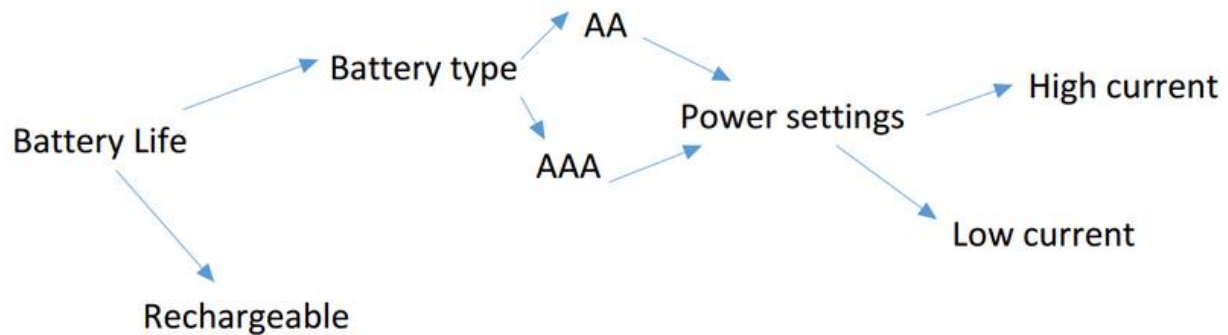 AA
Battery type
High current
Power settings
Battery Life
AAA
Low current
Rechargeable